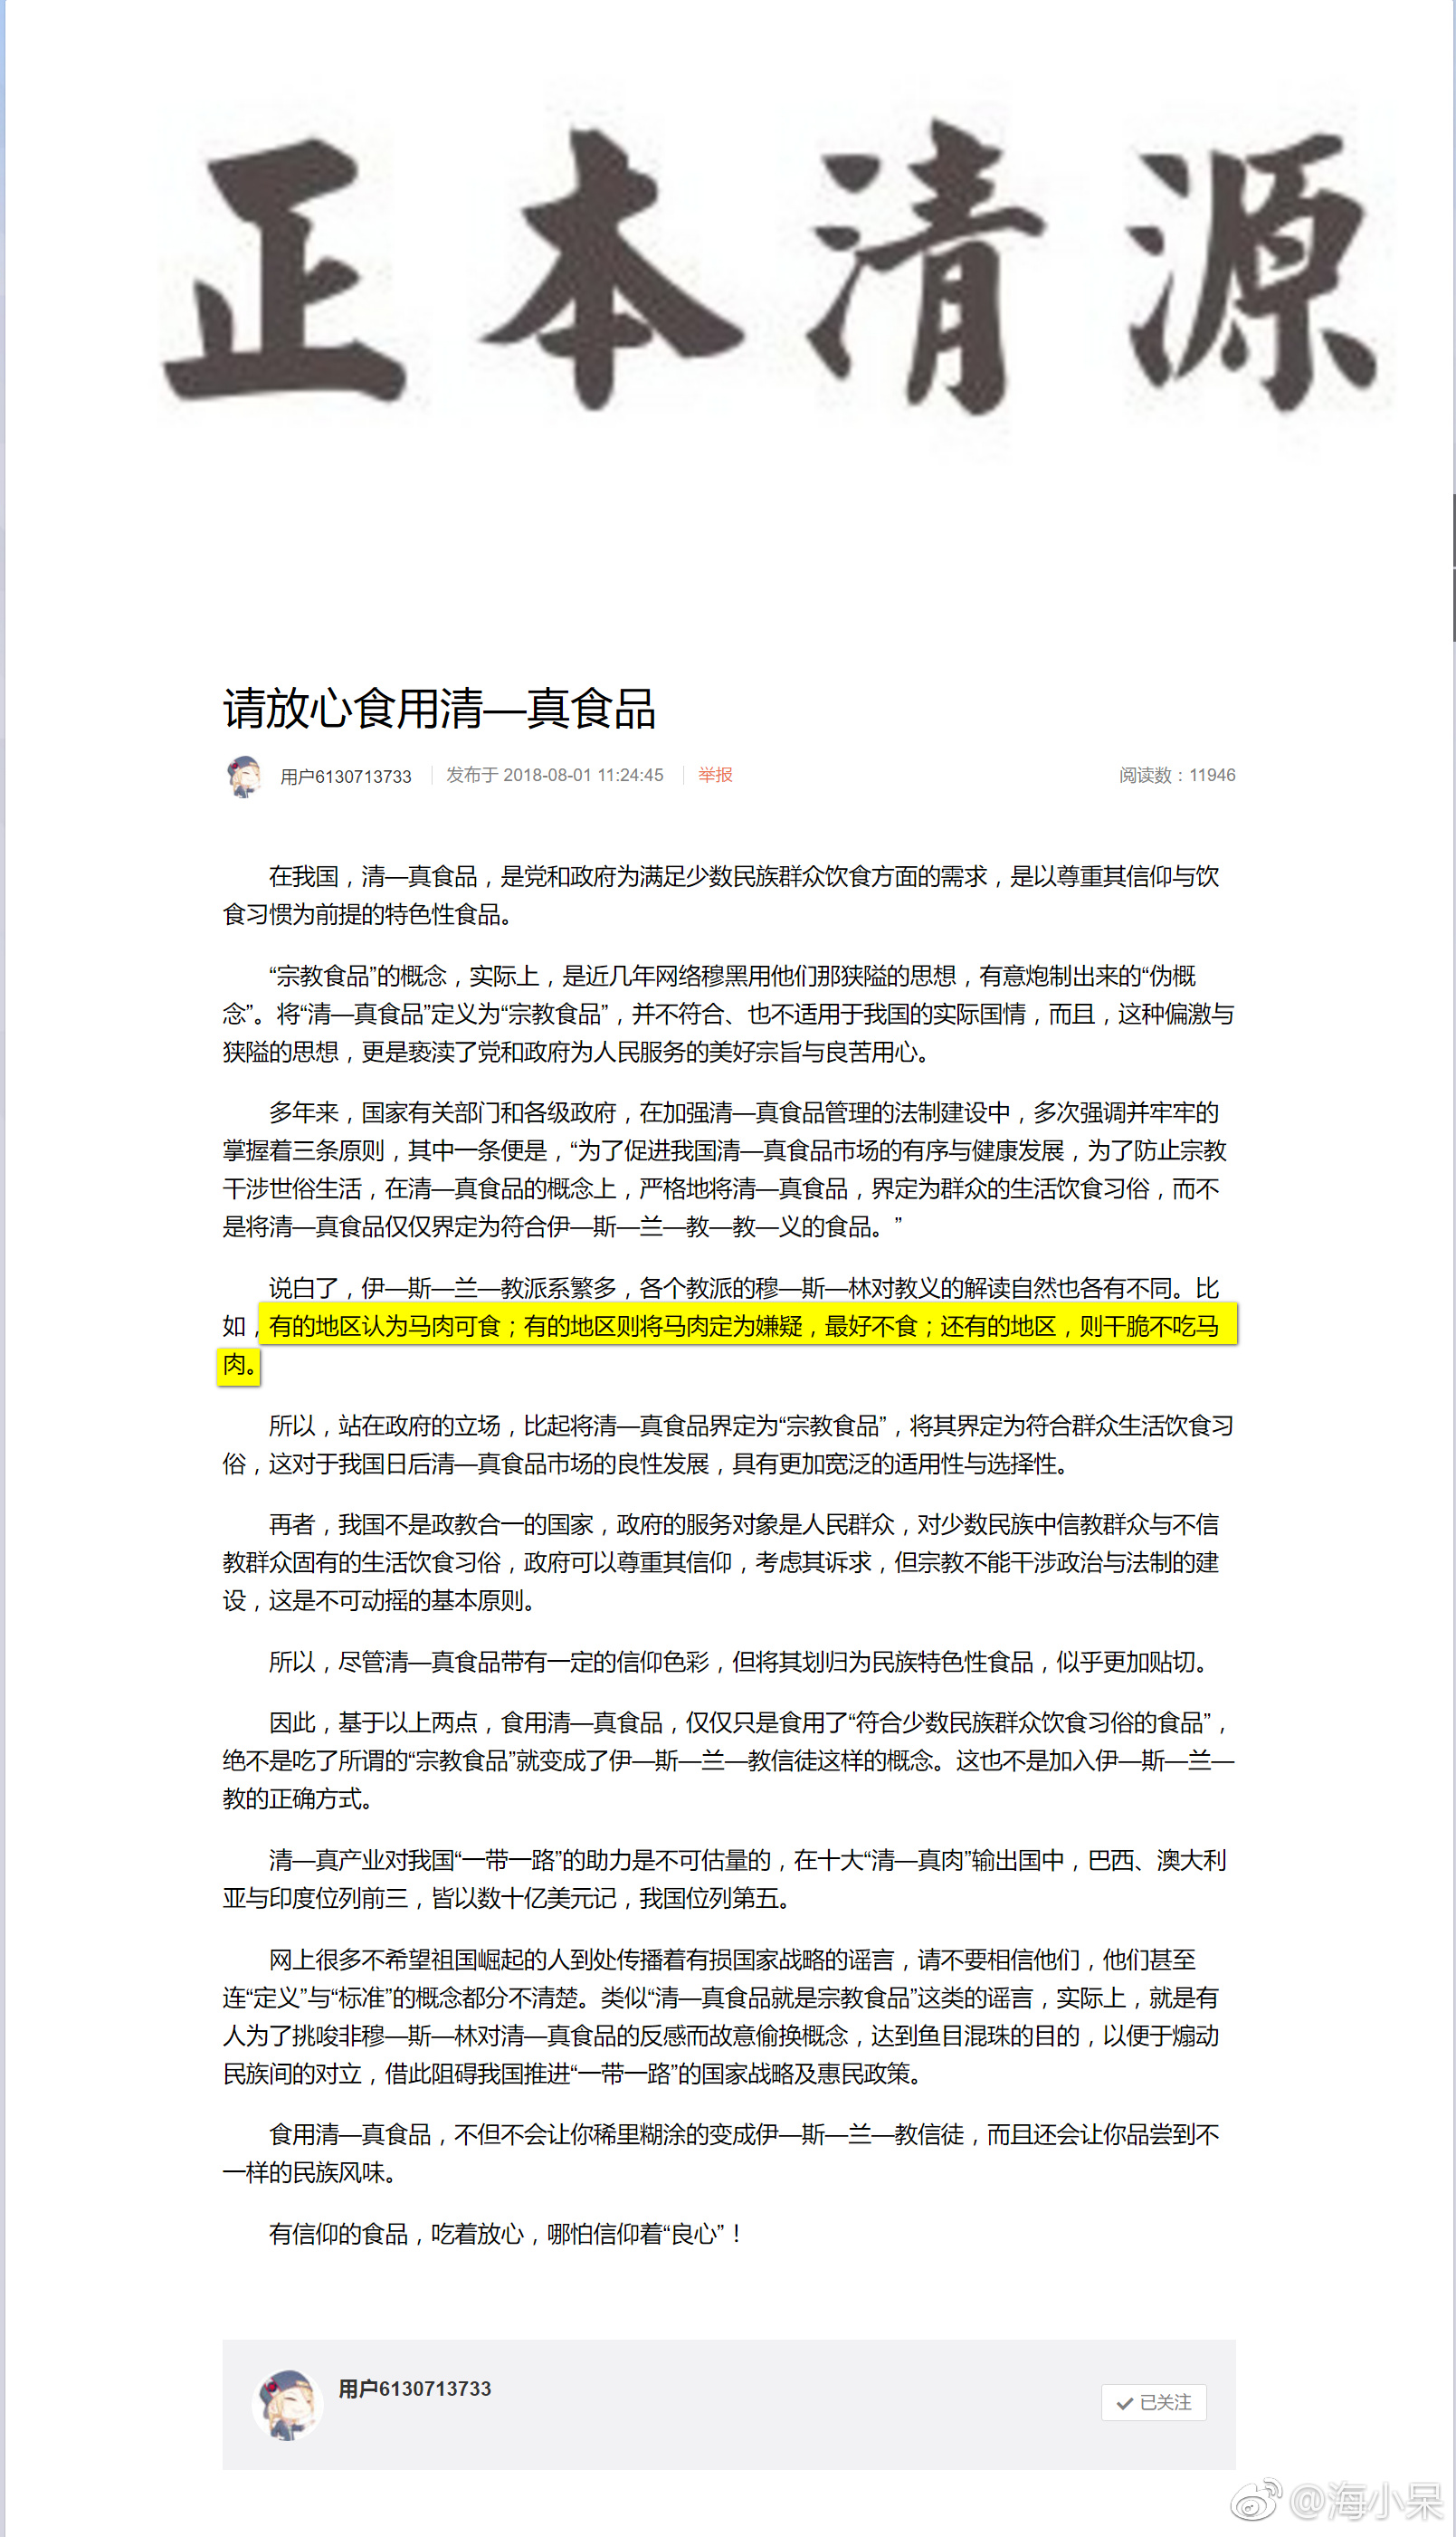 正本清源
请放心食用清—真食品
用户6130713733 发布于 2018-08-01 11:24:45 举报 阅读数：11946
在我国，清—真食品，是党和政府为满足少数民族群众饮食方面的需求，是以尊重其信仰与饮
食习惯为前提的特色性食品。
“宗教食品”的概念，实际上，是近几年网络穆黑用他们那狭隘的思想，有意炮制出来的“伪概
念”。将“清—真食品”定义为“宗教食品”，并不符合、也不适用于我国的实际国情，而且，这种偏激与
狭隘的思想，更是亵渎了党和政府为人民服务的美好宗旨与良苦用心。
多年来，国家有关部门和各级政府，在加强清—真食品管理的法制建设中，多次强调并牢牢的
掌握着三条原则，其中一条便是，“为了促进我国清—真食品市场的有序与健康发展，为了防止宗教
干涉世俗生活，在清—真食品的概念上，严格地将清—真食品，界定为群众的生活饮食习俗，而不
是将清—真食品仅仅界定为符合伊—斯—兰—教—教—义的食品。”
说白了，伊—斯—兰—教派系繁多，各个教派的穆—斯—林对教义的解读自然也各有不同。比
如，有的地区认为马肉可食；有的地区则将马肉定为嫌疑，最好不食；还有的地区，则干脆不吃马
肉。
所以，站在政府的立场，比起将清—真食品界定为“宗教食品”，将其界定为符合群众生活饮食习
俗，这对于我国日后清—真食品市场的良性发展，具有更加宽泛的适用性与选择性。
再者，我国不是政教合一的国家，政府的服务对象是人民群众，对少数民族中信教群众与不信
教群众固有的生活饮食习俗，政府可以尊重其信仰，考虑其诉求，但宗教不能干涉政治与法制的建
设，这是不可动摇的基本原则。
所以，尽管清—真食品带有一定的信仰色彩，但将其划归为民族特色性食品，似乎更加贴切。
因此，基于以上两点，食用清—真食品，仅仅只是食用了“符合少数民族群众饮食习俗的食品”，
绝不是吃了所谓的“宗教食品”就变成了伊—斯—兰—教信徒这样的概念。这也不是加入伊—斯—兰—
教的正确方式。
清—真产业对我国“一带一路”的助力是不可估量的，在十大“清—真肉”输出国中，巴西、澳大利
亚与印度位列前三，皆以数十亿美元记，我国位列第五。
网上很多不希望祖国崛起的人到处传播着有损国家战略的谣言，请不要相信他们，他们甚至
连“定义”与“标准”的概念都分不清楚。类似“清—真食品就是宗教食品”这类的谣言，实际上，就是有
人为了挑唆非穆—斯—林对清—真食品的反感而故意偷换概念，达到鱼目混珠的目的，以便于煽动
民族间的对立，借此阻碍我国推进“一带一路”的国家战略及惠民政策。
食用清—真食品，不但不会让你稀里糊涂的变成伊—斯—兰—教信徒，而且还会让你品尝到不
一样的民族风味。
有信仰的食品，吃着放心，哪怕信仰着“良心”！
用户6130713733
已关注
@海小呆